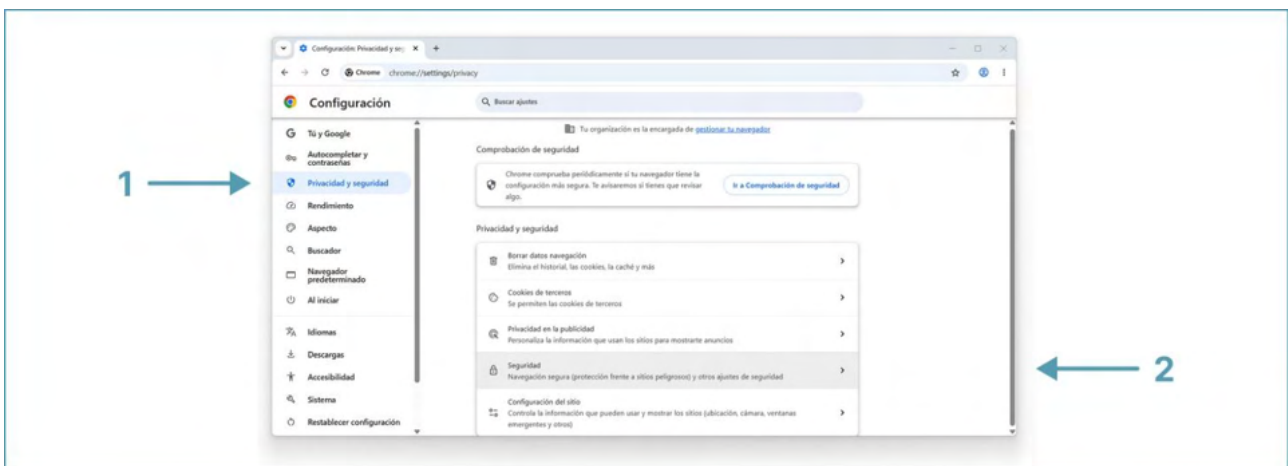 Configuración: Privacidad y seg
Chrome chrome://settings/privacy
Configuración
Buscar ajustes
Tú y Google
Autocompletar y
contraseñas
1
Privacidad y seguridad
Rendimiento
Aspecto
Buscador
Navegador
predeterminado
Al iniciar
Idiomas
Descargas
Accesibilidad
Sistema
Restablecer configuración
Tu organización es la encargada de gestionar tu navegador
Comprobación de seguridad
Chrome comprueba periódicamente si tu navegador tiene la
configuración más segura. Te avisaremos si tienes que revisar
algo.
Ir a Comprobación de seguridad
Privacidad y seguridad
Borrar datos navegación
Elimina el historial, las cookies, la caché y más
Cookies de terceros
Se permiten las cookies de terceros
Privacidad en la publicidad
Personaliza la información que usan los sitios para mostrarte anuncios
Seguridad
Navegación segura (protección frente a sitios peligrosos) y otros ajustes de seguridad
2
Configuración del sitio
Controla la información que pueden usar y mostrar los sitios (ubicación, cámara, ventanas
emergentes y otros)